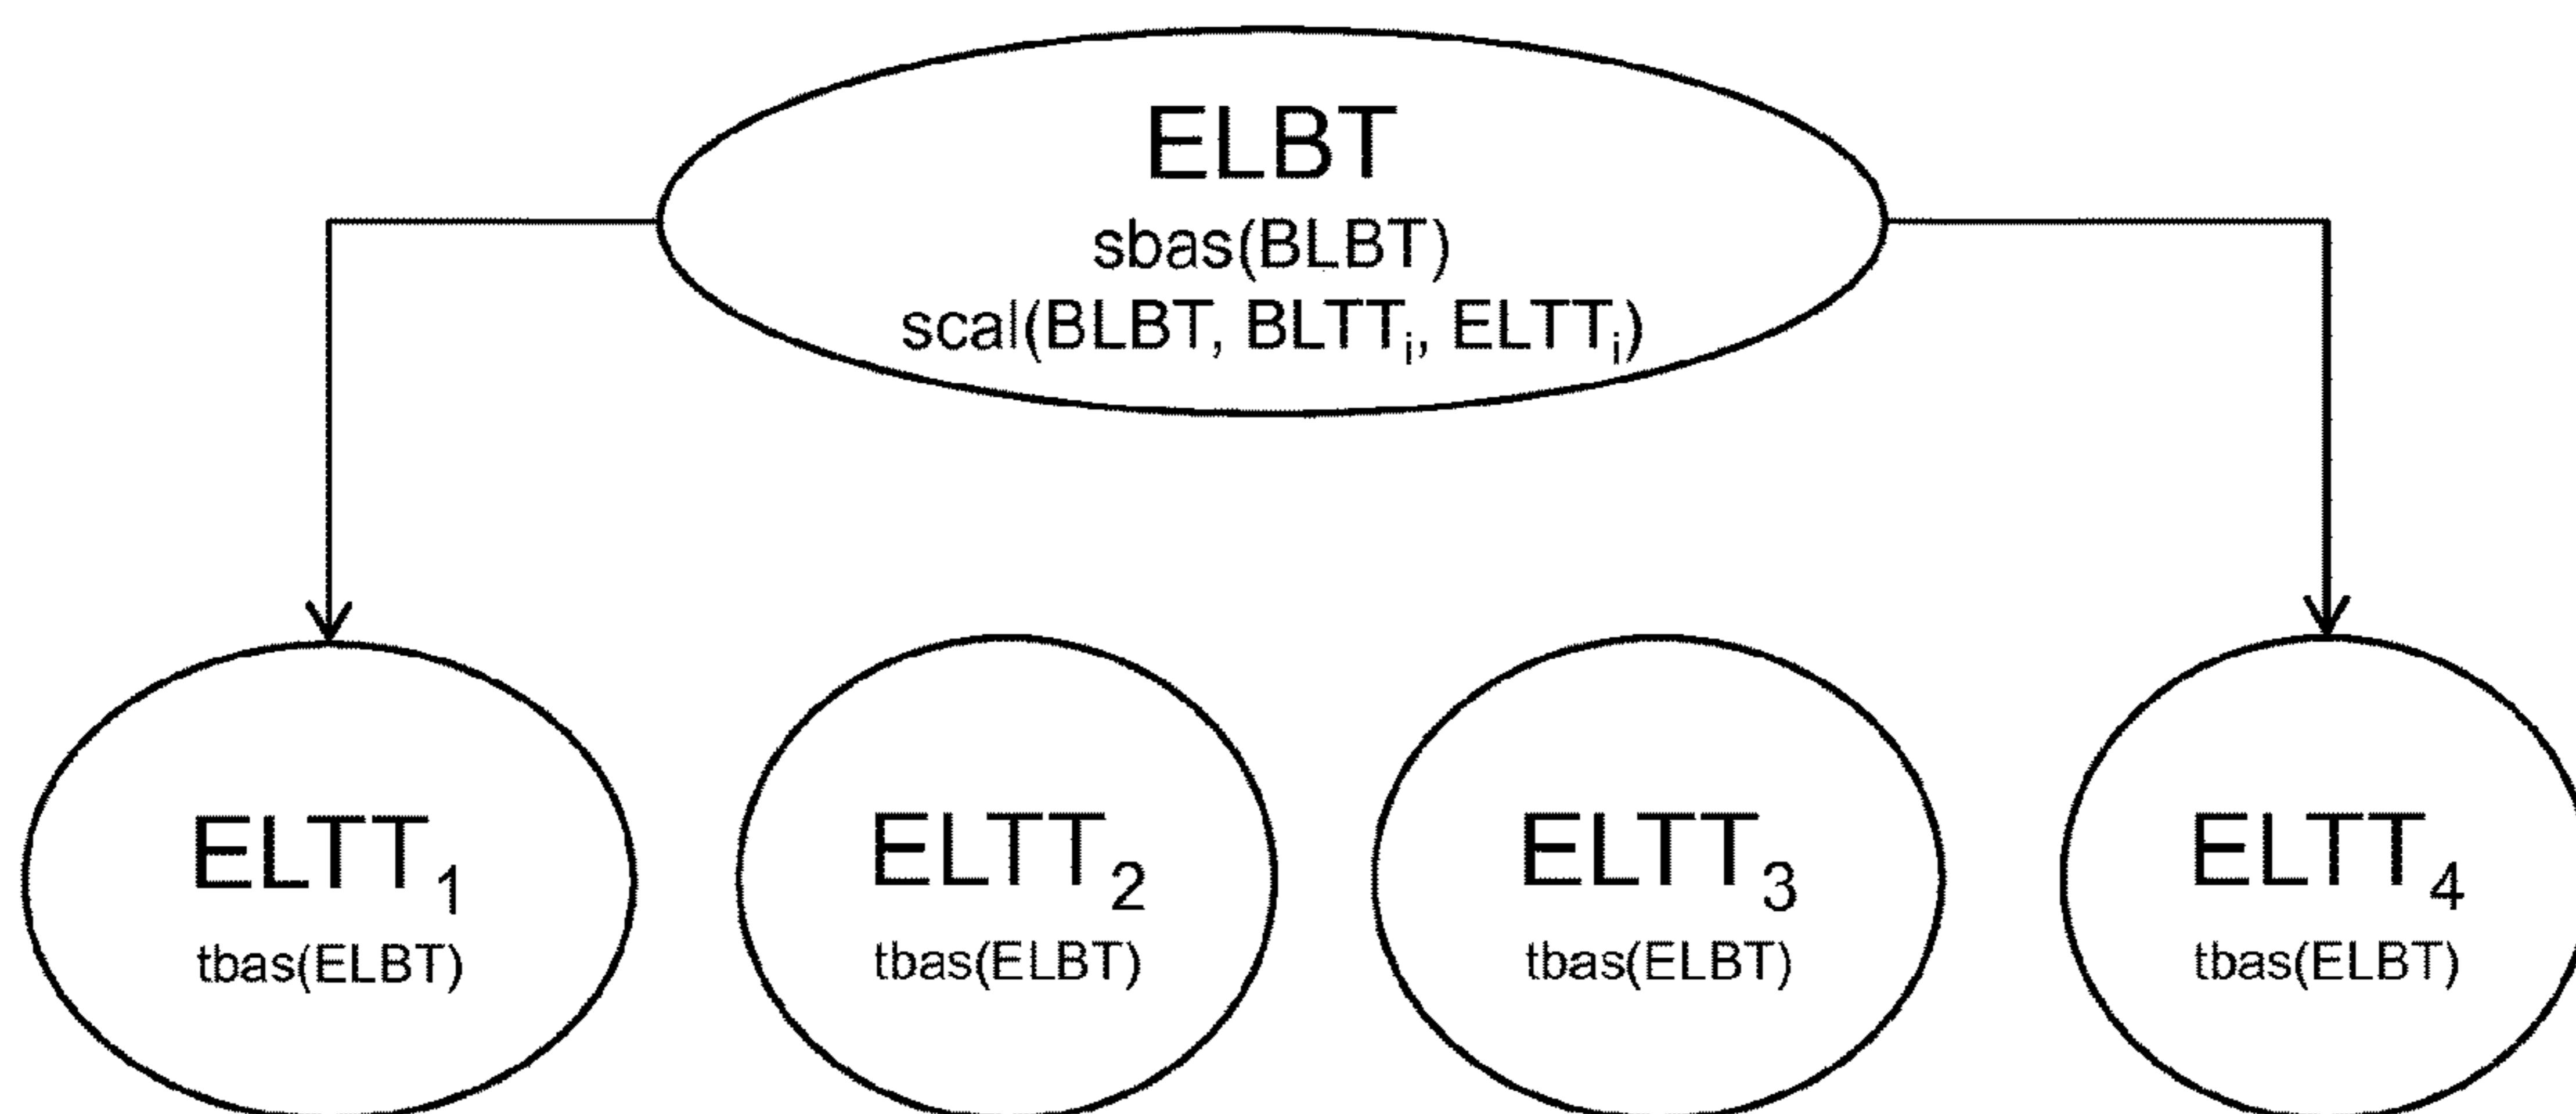 ELBT
sbas(BLBT)
scal(BLBT, BLTTᵢ, ELTTᵢ)
ELTT₁
tbas(ELBT)
ELTT₂
tbas(ELBT)
ELTT₃
tbas(ELBT)
ELTT₄
tbas(ELBT)